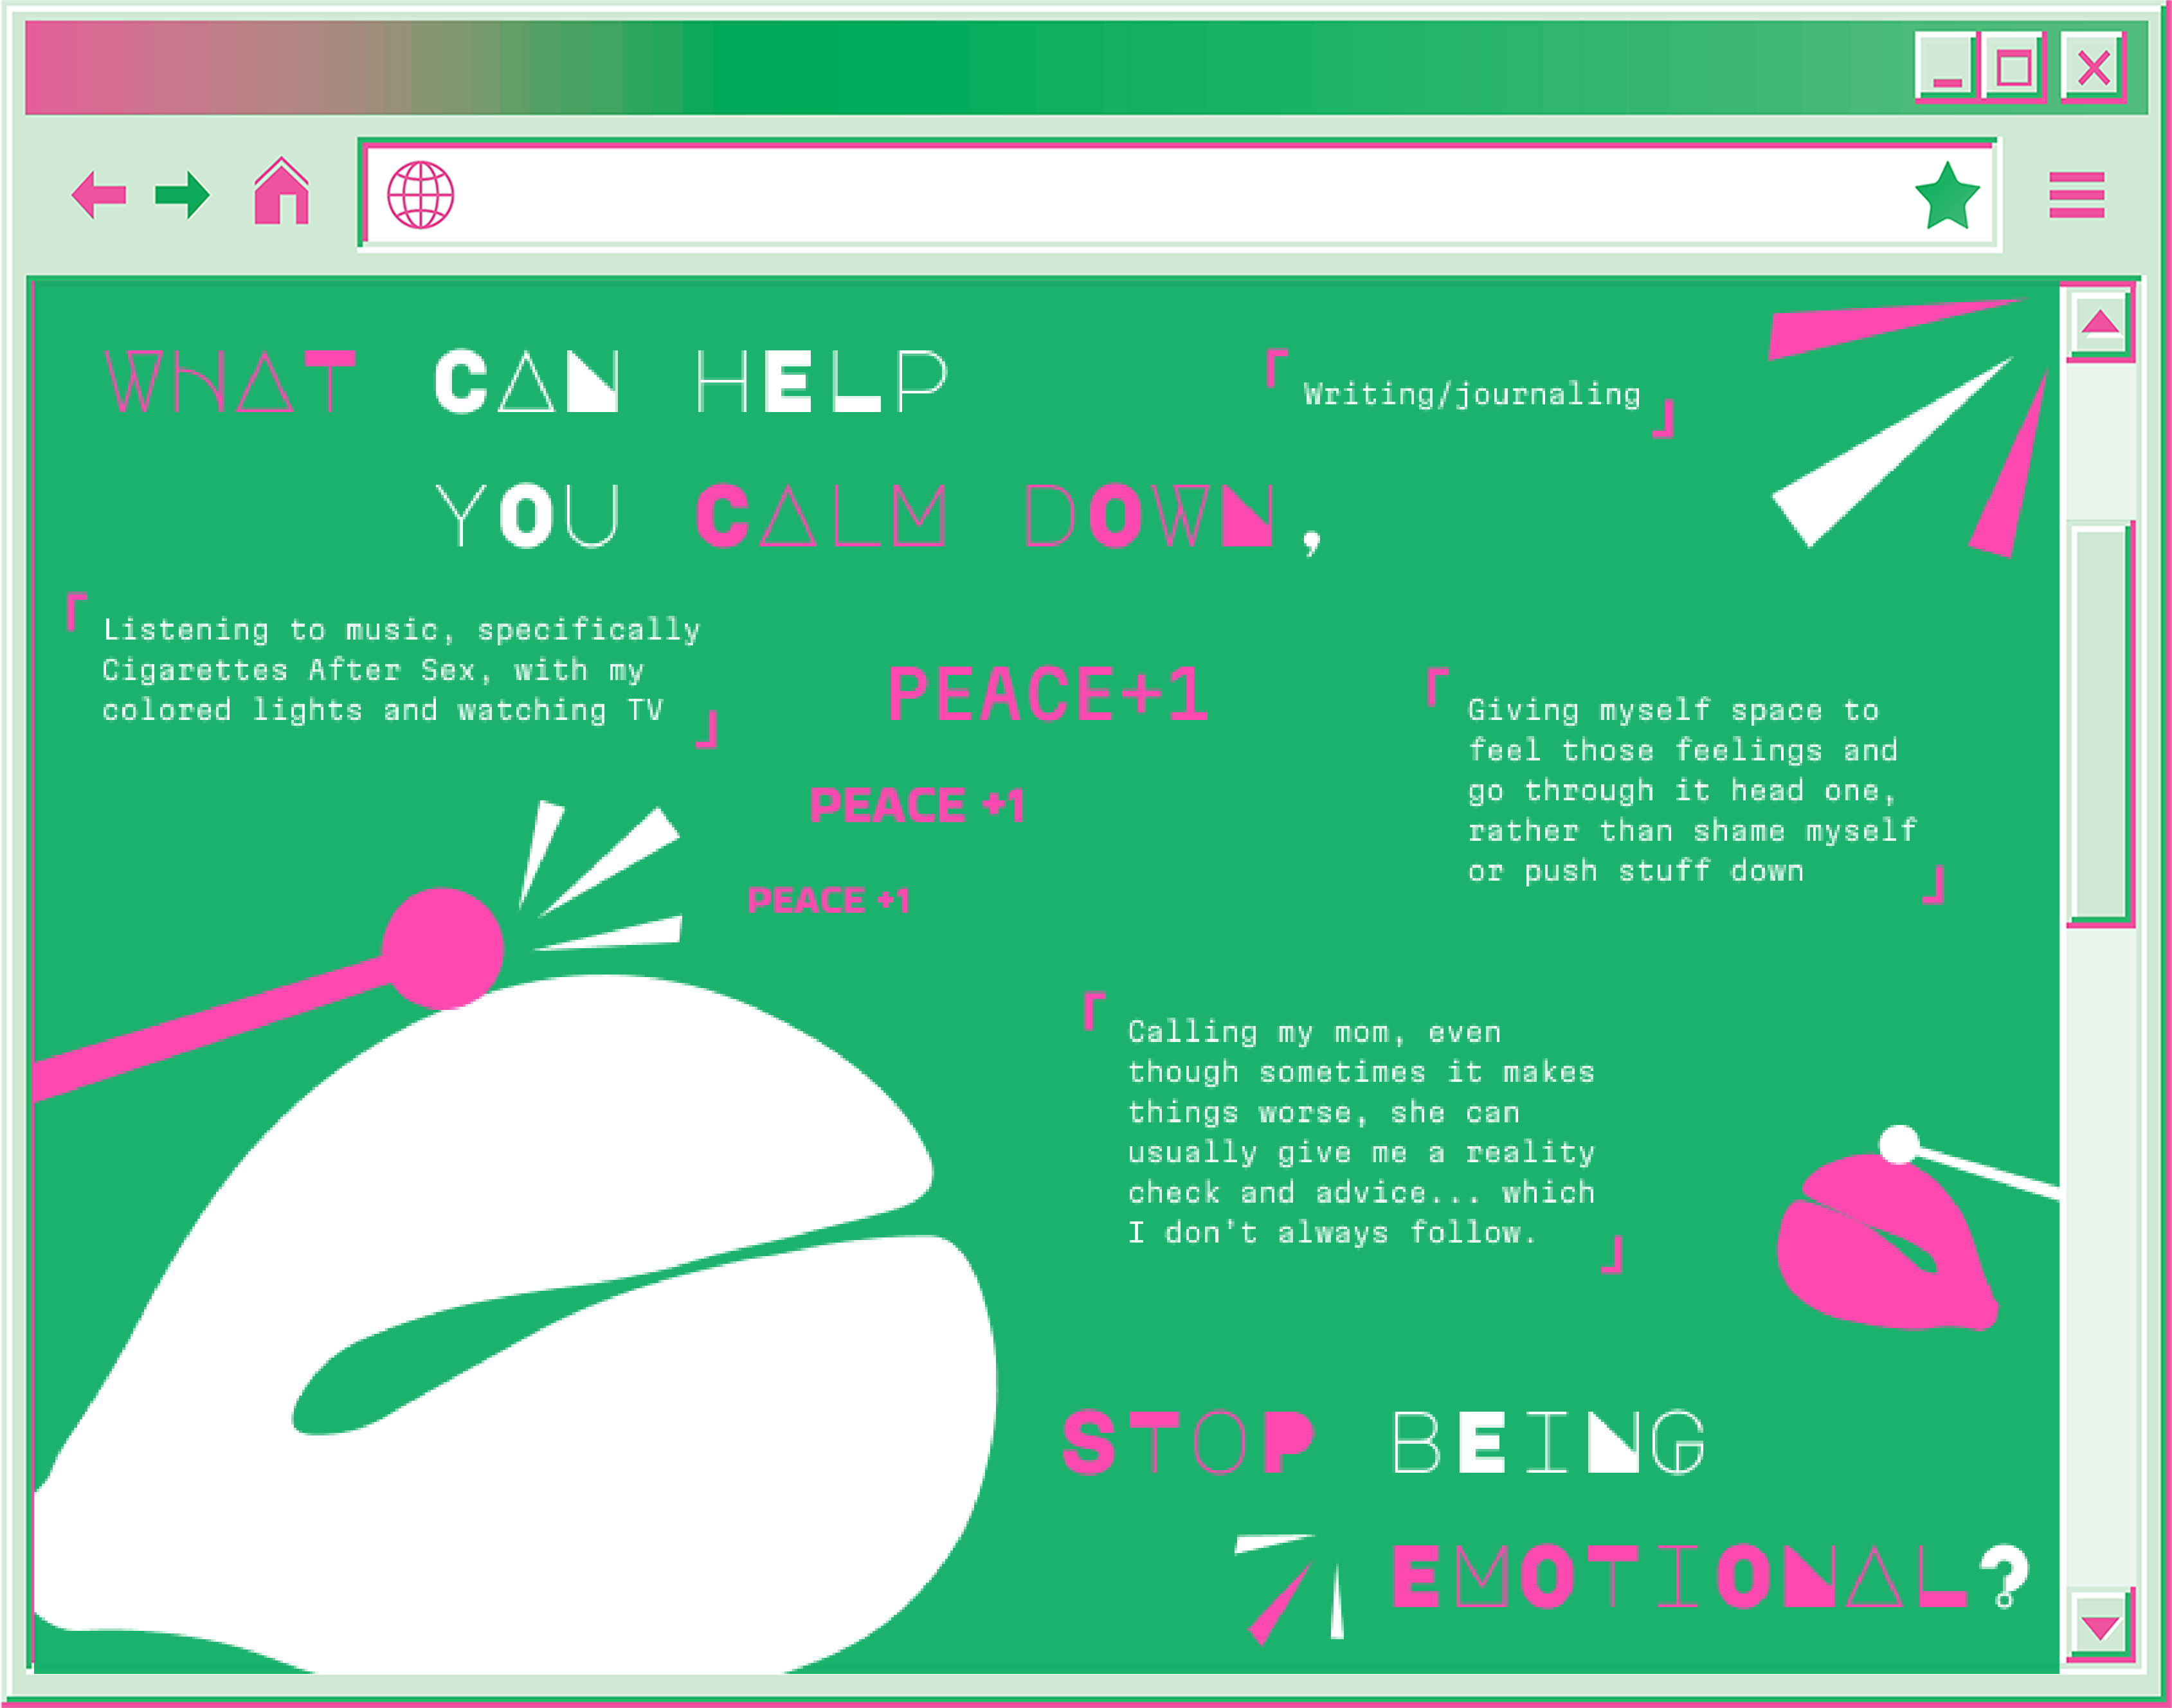 WHAT CAN HELP
YOU CALM DOWN,
「Writing/journaling」
「Listening to music, specifically
Cigarettes After Sex, with my
colored lights and watching TV」
PEACE+1
PEACE +1
PEACE +1
「Giving myself space to
feel those feelings and
go through it head one,
rather than shame myself
or push stuff down」
「Calling my mom, even
though sometimes it makes
things worse, she can
usually give me a reality
check and advice... which
I don't always follow.」
STOP BEING
EMOTIONAL?